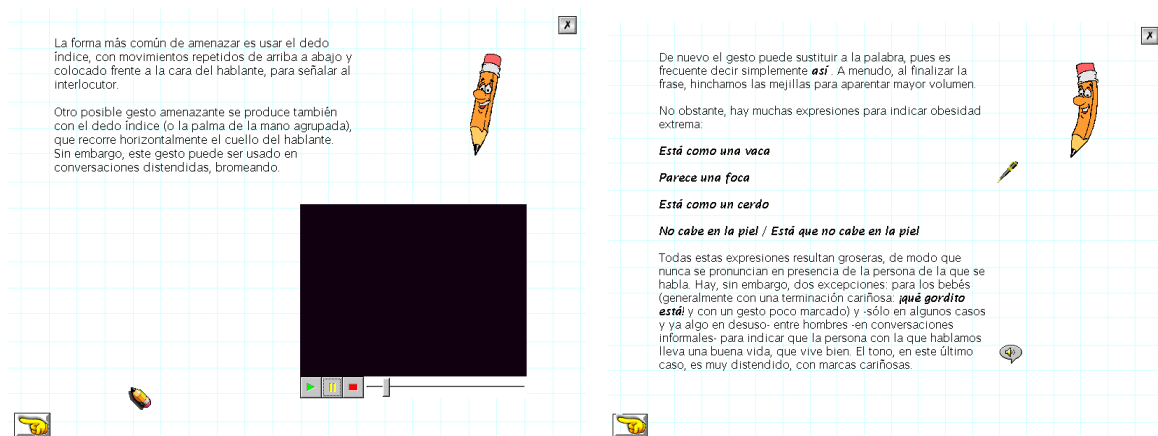 La forma más común de amenazar es usar el dedo
índice, con movimientos repetidos de arriba a abajo y
colocado frente a la cara del hablante, para señalar al
interlocutor.
Otro posible gesto amenazante se produce también
con el dedo índice (o la palma de la mano agrupada),
que recorre horizontalmente el cuello del hablante.
Sin embargo, este gesto puede ser usado en
conversaciones distendidas, bromeando.
De nuevo el gesto puede sustituir a la palabra, pues es
frecuente decir simplemente así . A menudo, al finalizar la
frase, hinchamos las mejillas para aparentar mayor volumen.
No obstante, hay muchas expresiones para indicar obesidad
extrema:
Está como una vaca
Parece una foca
Está como un cerdo
No cabe en la piel / Está que no cabe en la piel
Todas estas expresiones resultan groseras, de modo que
nunca se pronuncian en presencia de la persona de la que se
habla. Hay, sin embargo, dos excepciones: para los bebés
(generalmente con una terminación cariñosa: ¡qué gordito
está! y con un gesto poco marcado) y -sólo en algunos casos
y ya algo en desuso- entre hombres -en conversaciones
informales- para indicar que la persona con la que hablamos
lleva una buena vida, que vive bien. El tono, en este último
caso, es muy distendido, con marcas cariñosas.